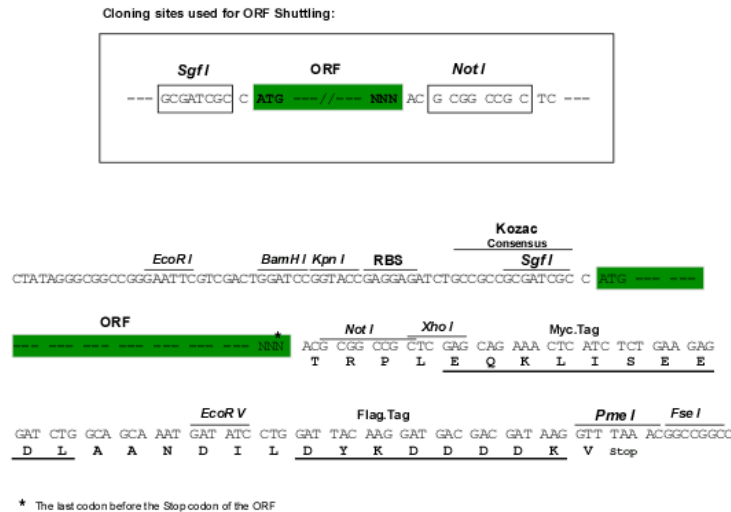 Cloning sites used for ORF Shuttling:
Sgf I ORF Not I
--- GCGATCGC C ATG ---//--- NNN AC G CGG CCG C TC ---
Kozac
Consensus
EcoR I BamH I Kpn I RBS Sgf I
CTATAGGGCGGCCGGGAATTCGTCGACTGGATCCGGTACCGAGGAGATCTGCCGCCGCGATCGC C ATG --- ---
ORF
*
Not I Xho I Myc.Tag
--- --- --- --- --- --- --- --- NNN ACG CGG CCG CTC GAG CAG AAA CTC ATC TCT GAA GAG
T R P L E Q K L I S E E
EcoR V Flag.Tag Pme I Fse I
GAT CTG GCA GCA AAT GAT ATC CTG GAT TAC AAG GAT GAC GAC GAT AAG GTT TAA ACGGCCGGCC
D L A A N D I L D Y K D D D D K V Stop
* The last codon before the Stop codon of the ORF